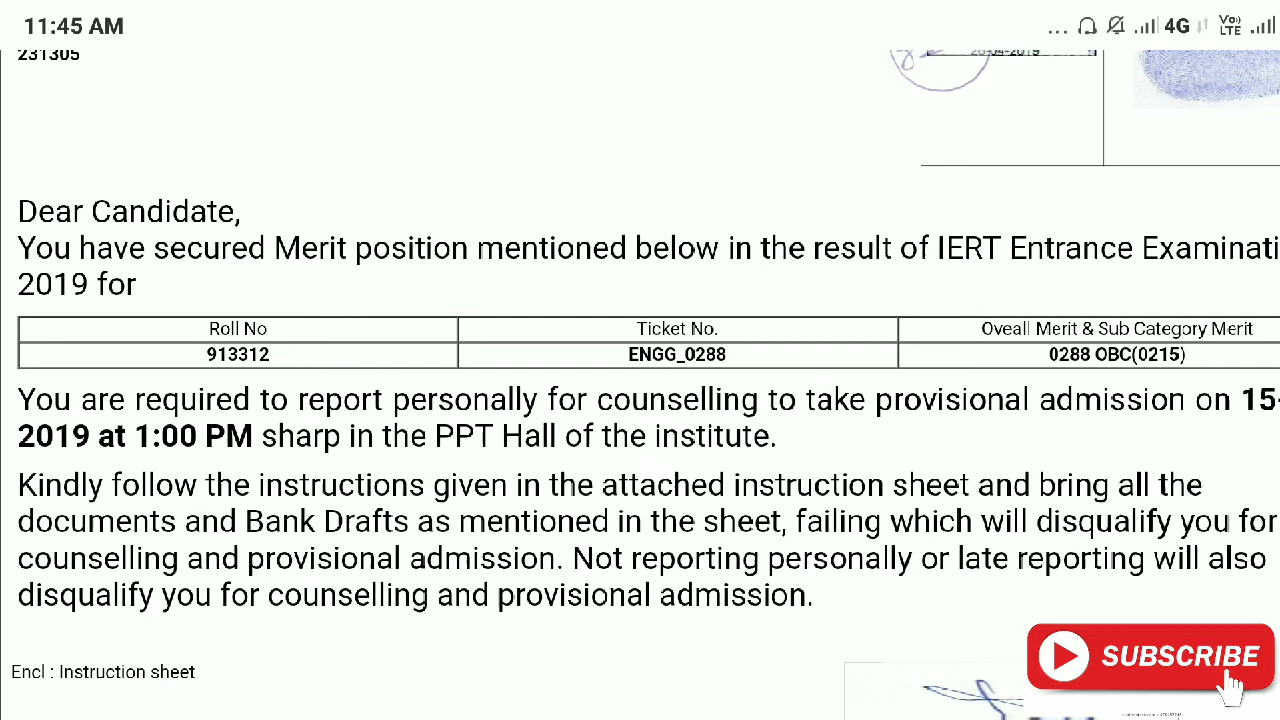 11:45 AM
... 4G Vo)) LTE
231305
26-04-2019
Dear Candidate,
You have secured Merit position mentioned below in the result of IERT Entrance Examinati
2019 for
Roll No Ticket No. Oveall Merit & Sub Category Merit
913312 ENGG_0288 0288 OBC(0215)
You are required to report personally for counselling to take provisional admission on 15-
2019 at 1:00 PM sharp in the PPT Hall of the institute.
Kindly follow the instructions given in the attached instruction sheet and bring all the
documents and Bank Drafts as mentioned in the sheet, failing which will disqualify you for
counselling and provisional admission. Not reporting personally or late reporting will also
disqualify you for counselling and provisional admission.
SUBSCRIBE
Encl : Instruction sheet